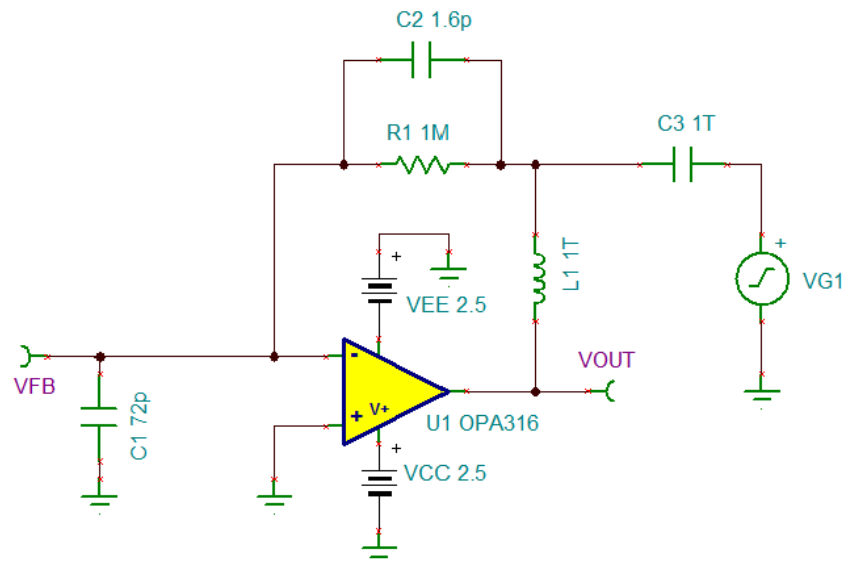 C2 1.6p
R1 1M
C3 1T
+
L1 1T
VG1
+
VEE 2.5
VFB
C1 72p
-
+
V+
U1 OPA316
VOUT
+
VCC 2.5